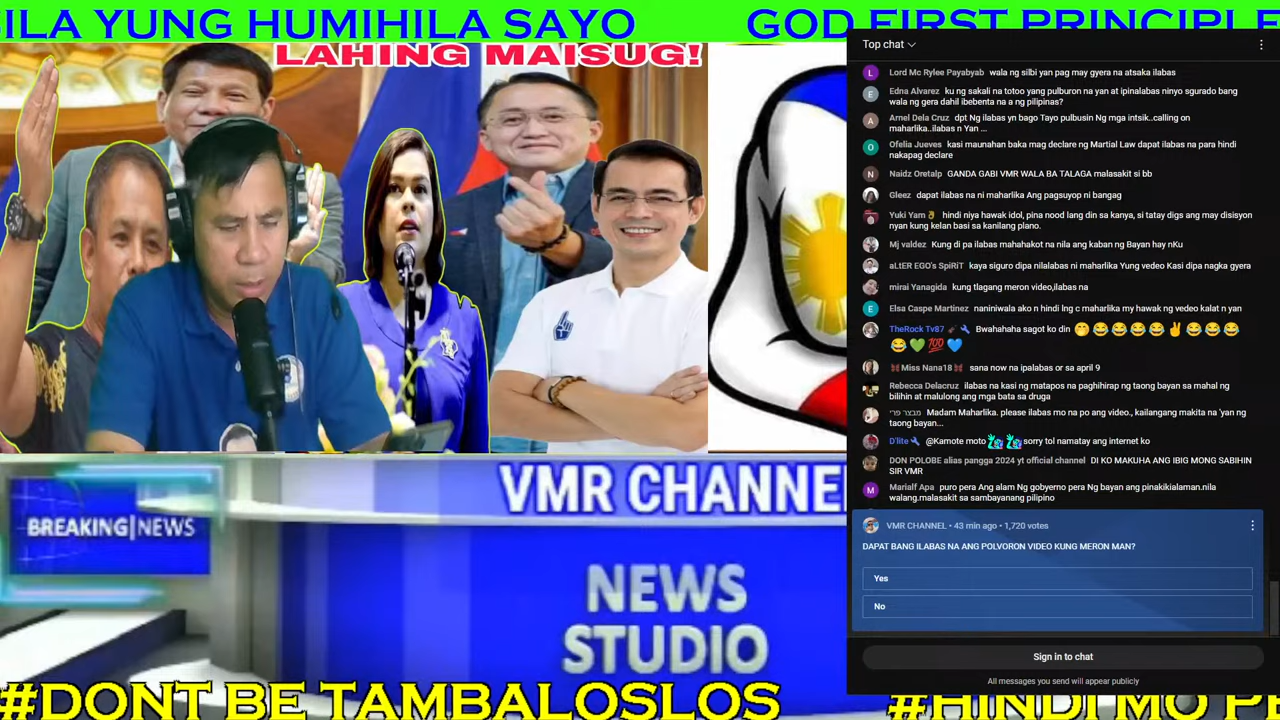 ILA YUNG HUMIHILA SAYO GOD FIRST PRINCIPLE
LAHING MAISUG!
BREAKING NEWS
VMR CHANNE
NEWS
STUDIO
#DONT BE TAMBALOSLOS #HINDI MO PE
Top chat
Lord Mc Rylee Payabyab wala ng silbi yan pag may gyera na atsaka ilabas
Edna Alvarez ku ng sakali na totoo yang pulburon na yan at ipinalabas ninyo sgurado bang
wala ng gera dahil ibebenta na a ng pilipinas?
Amel Dela Cruz dpt Ng ilabas yn bago Tayo pulbusin Ng mga intsik..calling on
maharlika..ilabas n Yan ...
Ofelia Jueves kasi maunahan baka mag declare ng Martial Law dapat ilabas na para hindi
nakapag declare
Naidz Oretalp GANDA GABI VMR WALA BA TALAGA malasakit si bb
Gleez dapat ilabas na ni maharlika Ang pagsuyop ni bangag
Yuki Yam hindi niya hawak idol, pina nood lang din sa kanya, si tatay digs ang may disisyon
nyan kung kelan basi sa kanilang plano.
Mj valdez Kung di pa ilabas mahahakot na nila ang kaban ng Bayan hay nKu
aLtER EGO's SpiRiT kaya siguro dipa nilalabas ni maharlika Yung vedeo Kasi dipa nagka gyera
mirai Yanagida kung tlagang meron video,ilabas na
Elsa Caspe Martinez naniniwala ako n hindi lng c maharlika my hawak ng vedeo kalat n yan
TheRock Tv87 Bwahahaha sagot ko din 🤭😂😂😂😂✌😂😂😂
😂💚💯💙
🎀Miss Nana18🎀 sana now na ipalabas or sa april 9
Rebecca Delacruz ilabas na kasi ng matapos na paghihirap ng taong bayan sa mahal ng
bilihin at malulong ang mga bata sa druga
מבצר פרי Madam Maharlika. please ilabas mo na po ang video., kailangang makita na 'yan ng
taong bayan...
D'lite @Kamote moto sorry tol namatay ang internet ko
DON POLOBE alias pangga 2024 yt official channel DI KO MAKUHA ANG IBIG MONG SABIHIN
SIR VMR
Marialf Apa puro pera Ang alam Ng gobyerno pera Ng bayan ang pinakikialaman.nila
walang.malasakit sa sambayanang pilipino
VMR CHANNEL • 43 min ago • 1,720 votes
DAPAT BANG ILABAS NA ANG POLVORON VIDEO KUNG MERON MAN?
Yes
No
Sign in to chat
All messages you send will appear publicly